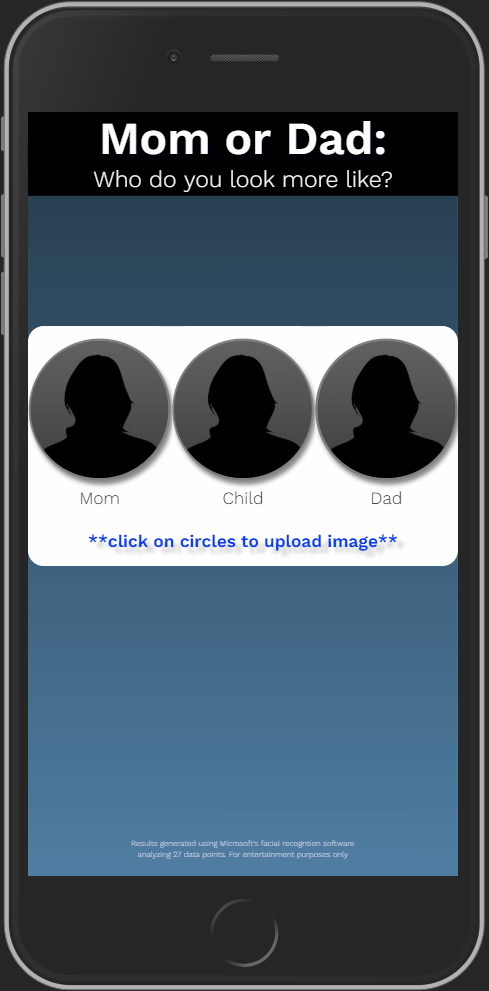 Mom or Dad:
Who do you look more like?
Mom
Child
Dad
**click on circles to upload image**
Results generated using Microsoft's facial recogntion software
analyzing 27 data points. For entertainment purposes only